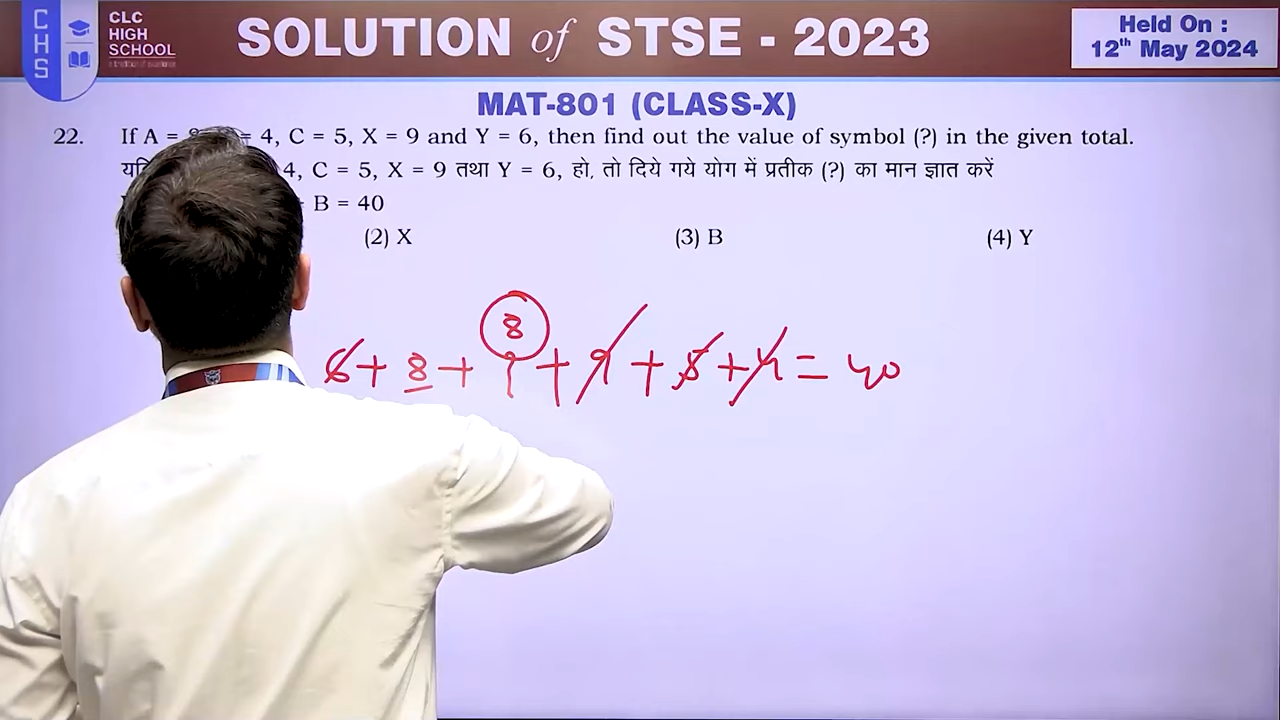 CHS
CLC
HIGH
SCHOOL
SOLUTION of STSE - 2023
Held On :
12th May 2024
MAT-801 (CLASS-X)
22. If A = 4, C = 5, X = 9 and Y = 6, then find out the value of symbol (?) in the given total.
4, C = 5, X = 9 तथा Y = 6, हो, तो दिये गये योग में प्रतीक (?) का मान ज्ञात करें
B = 40
(2) X (3) B (4) Y
8
6 + 8 + ? + 9 + 5 + 4 = 40